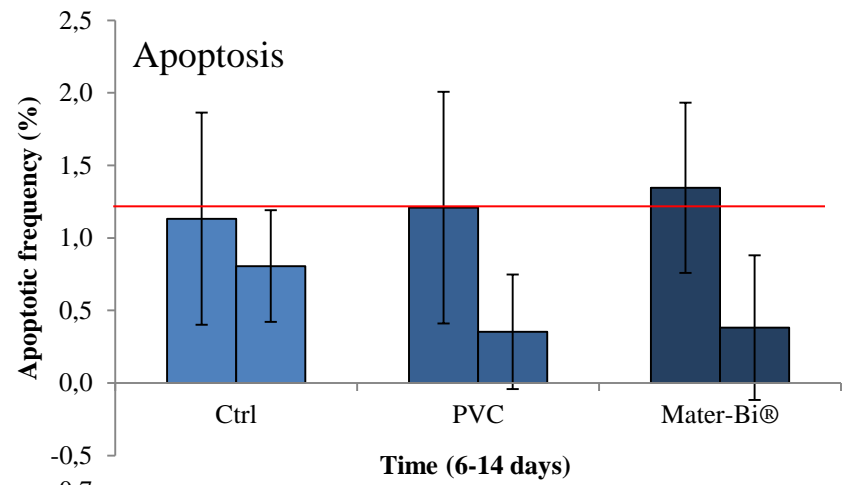 2,5
Apoptosis
2,0
1,5
1,0
0,5
0,0
-0,5
Apoptotic frequency (%)
Ctrl PVC Mater-Bi®
Time (6-14 days)